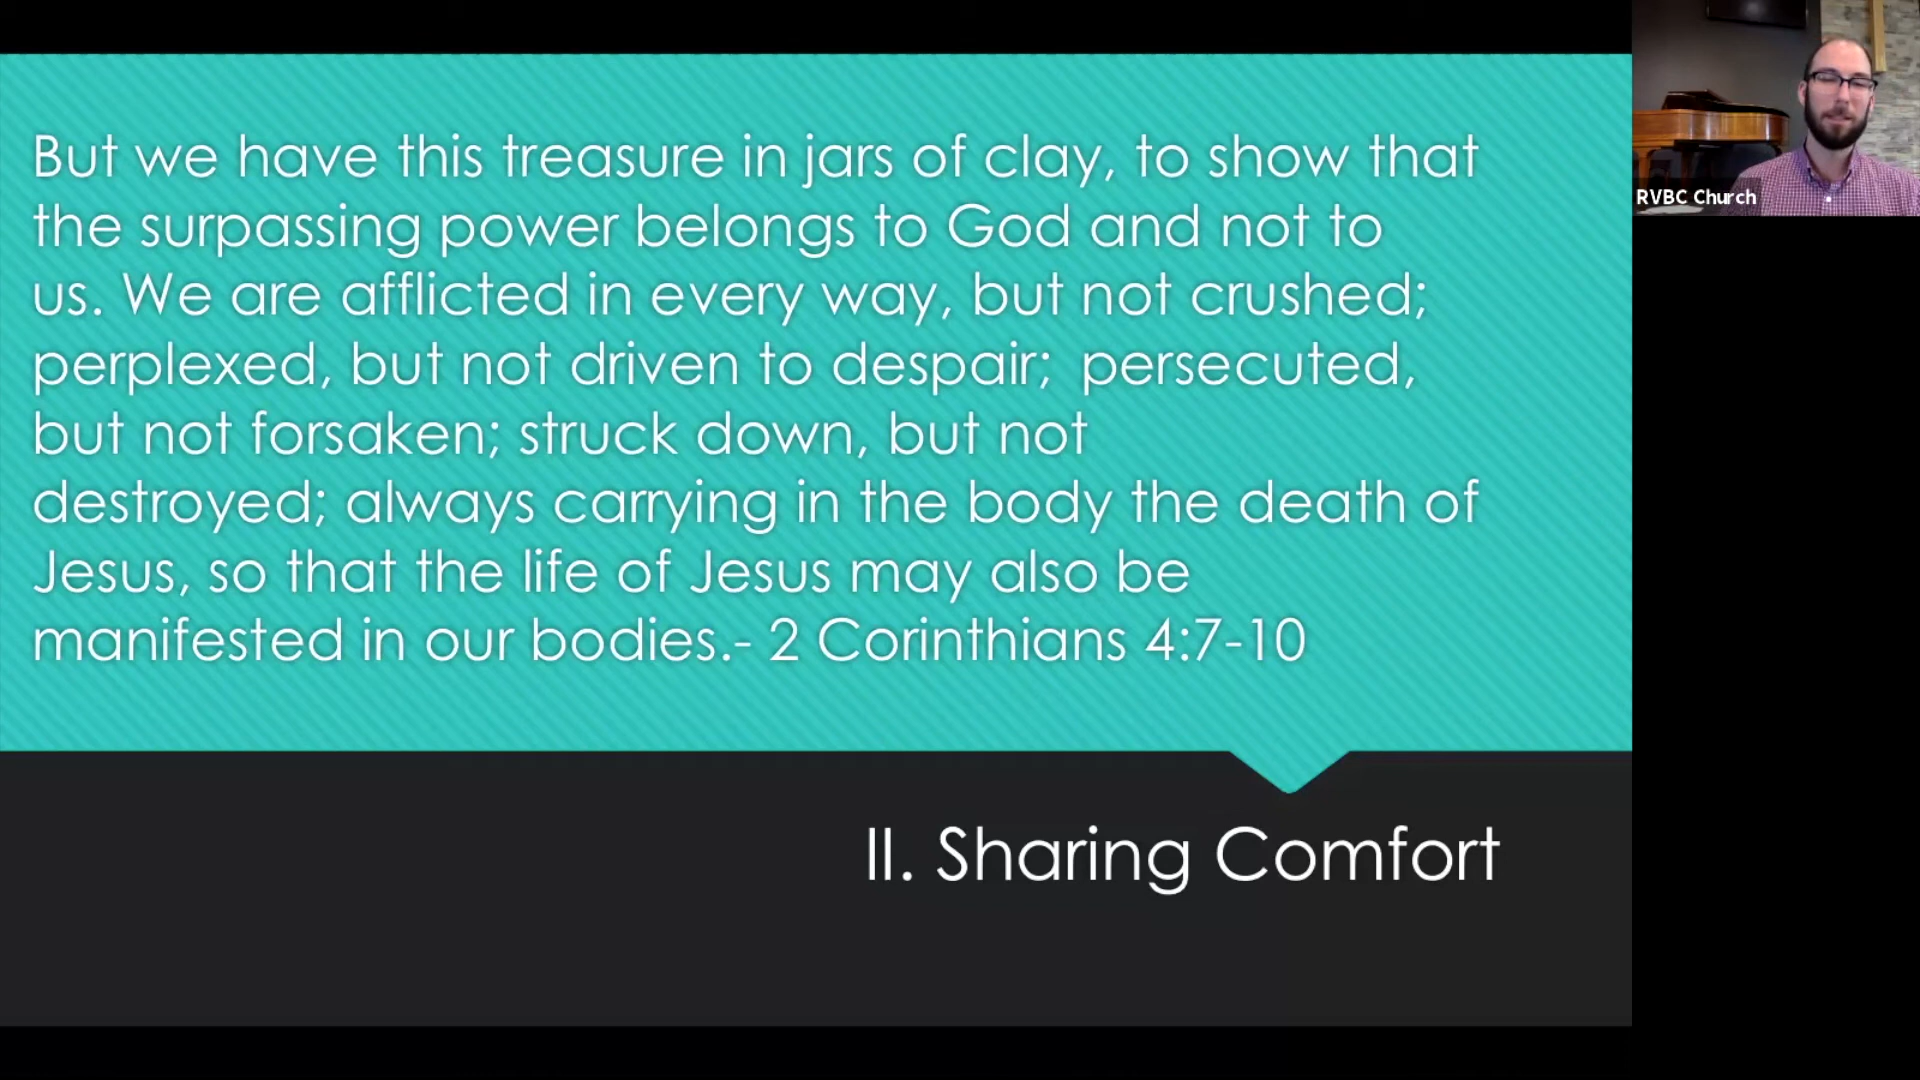 But we have this treasure in jars of clay, to show that
the surpassing power belongs to God and not to
us. We are afflicted in every way, but not crushed;
perplexed, but not driven to despair;  persecuted,
but not forsaken; struck down, but not
destroyed; always carrying in the body the death of
Jesus, so that the life of Jesus may also be
manifested in our bodies.- 2 Corinthians 4:7-10
II. Sharing Comfort
RVBC Church